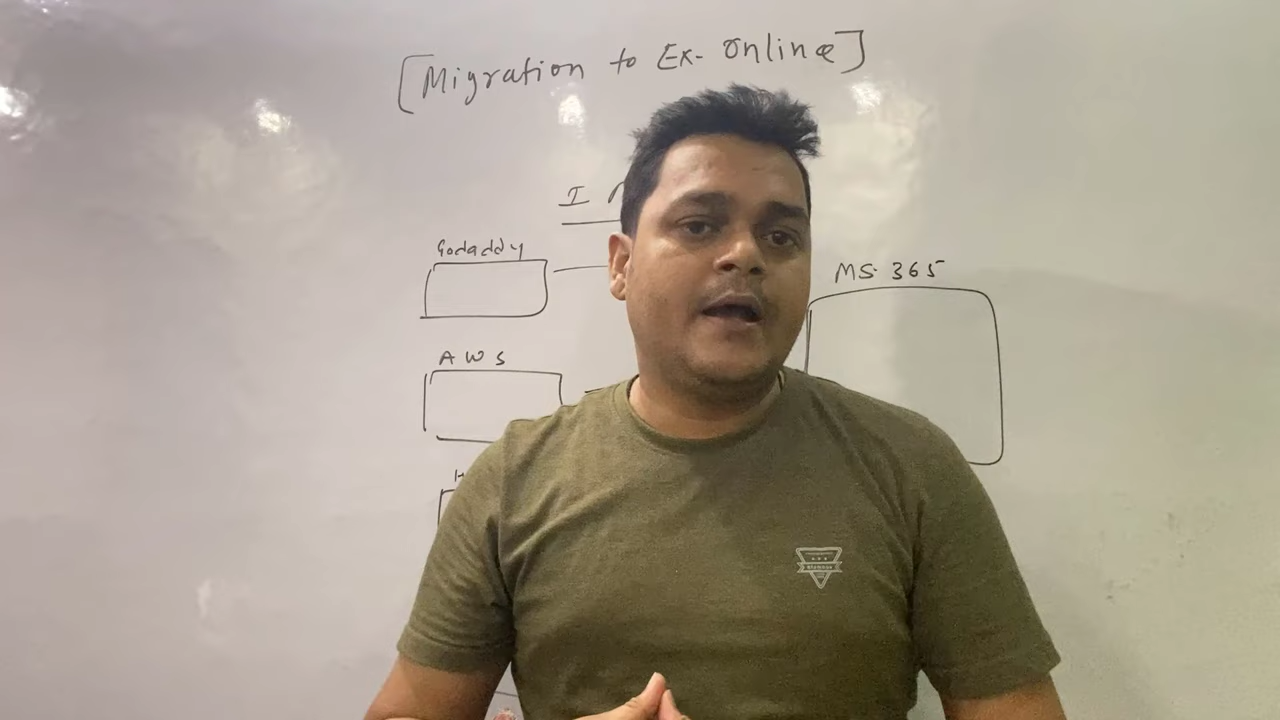 [Migration to Ex- Online]
I
Godaddy
MS 365
AWS
H